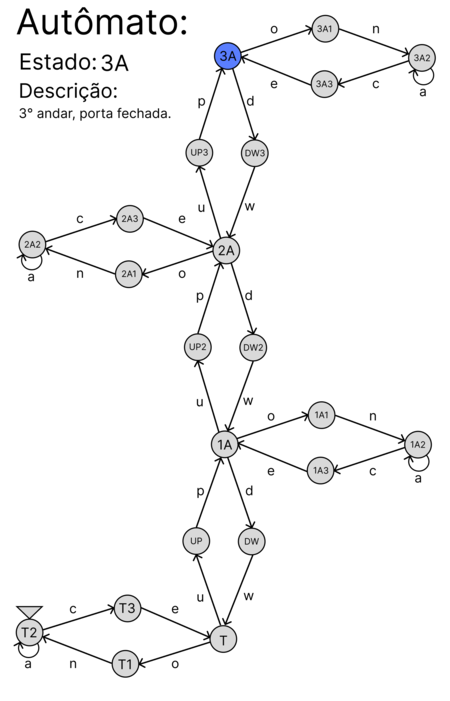 Autômato:
Estado: 3A
Descrição:
3° andar, porta fechada.
o
3A1
n
3A
3A2
e
3A3
c
a
p
d
UP3
DW3
u
w
c
2A3
e
2A2
2A
a
n
2A1
o
p
d
UP2
DW2
u
w
o
1A1
n
1A
1A2
e
1A3
c
a
p
d
UP
DW
u
w
c
T3
e
T2
T
a
n
T1
o